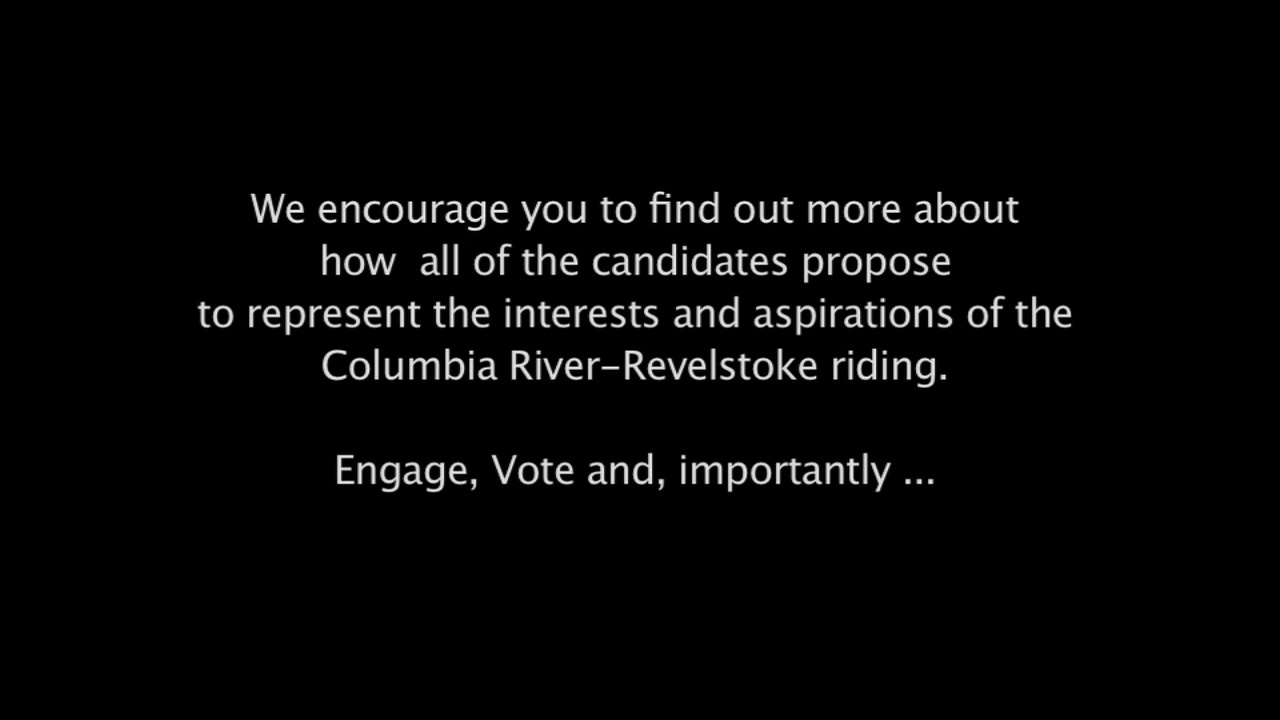 We encourage you to find out more about
how  all of the candidates propose
to represent the interests and aspirations of the
Columbia River–Revelstoke riding.
Engage, Vote and, importantly ...